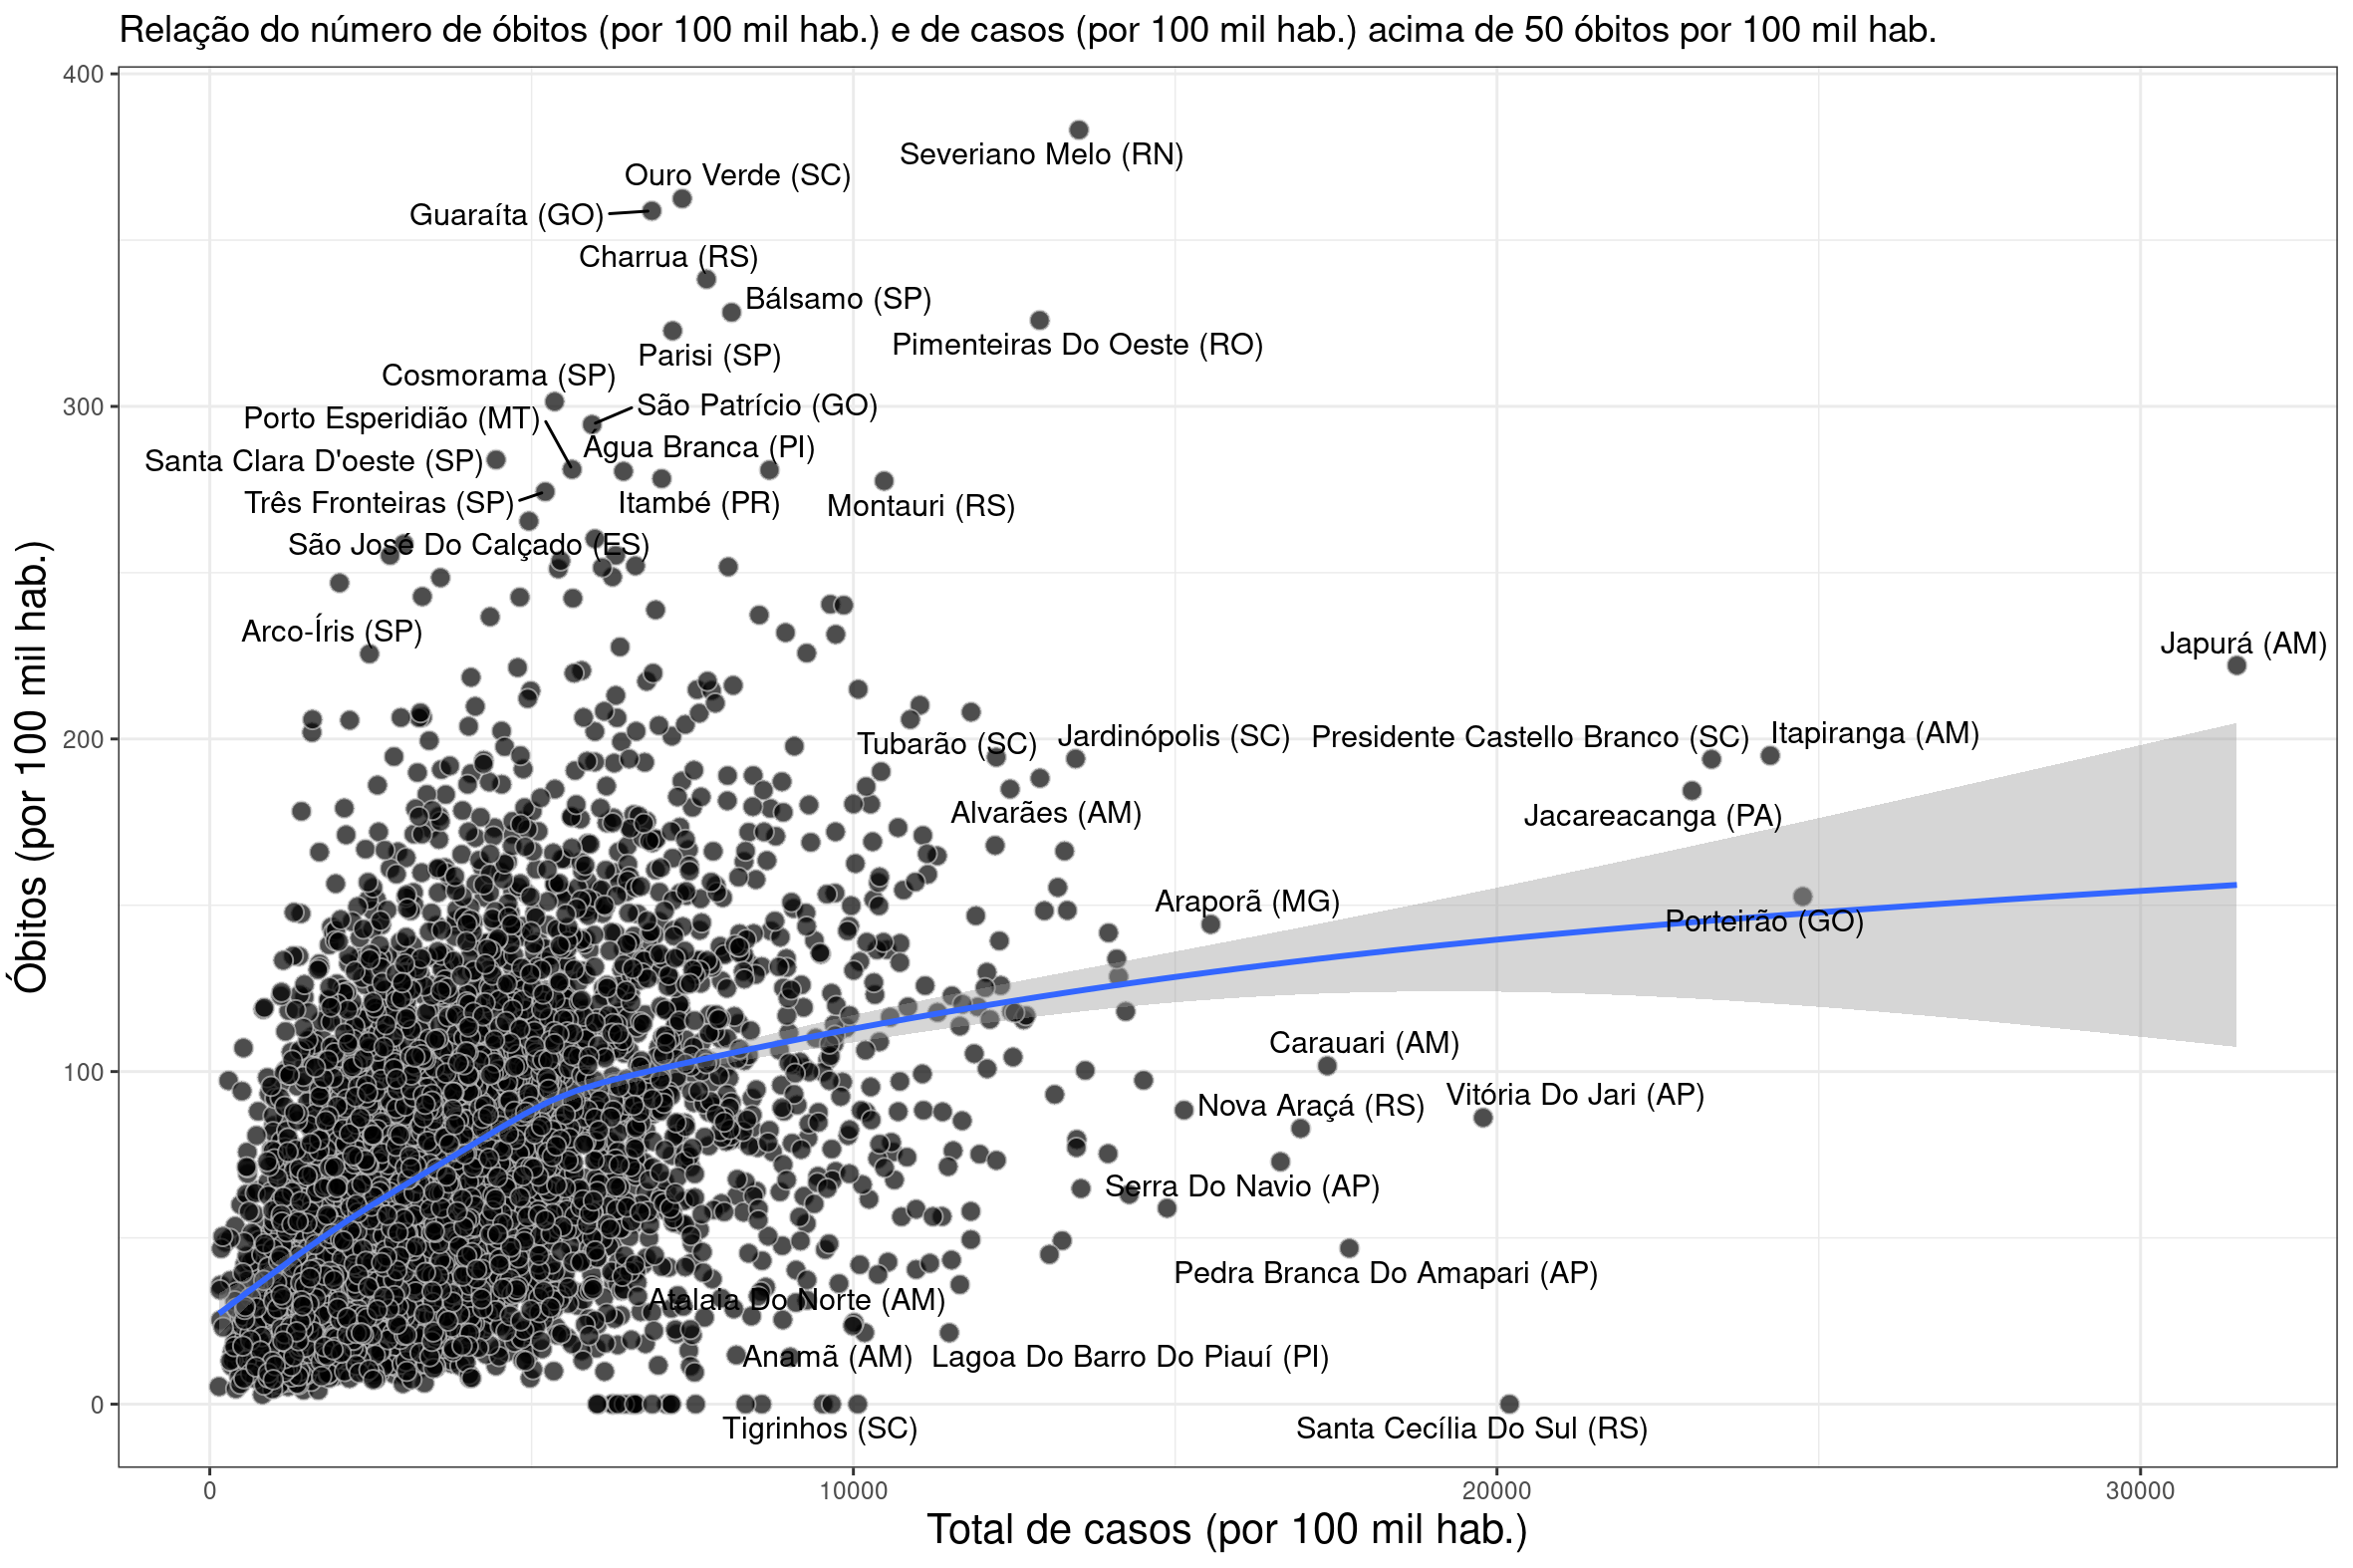 Relação do número de óbitos (por 100 mil hab.) e de casos (por 100 mil hab.) acima de 50 óbitos por 100 mil hab.
400
Severiano Melo (RN)
Ouro Verde (SC)
Guaraíta (GO)
Charrua (RS)
Bálsamo (SP)
Pimenteiras Do Oeste (RO)
Parisi (SP)
Cosmorama (SP)
300
São Patrício (GO)
Porto Esperidião (MT)
Água Branca (PI)
Santa Clara D'oeste (SP)
Três Fronteiras (SP)
Itambé (PR)
Montauri (RS)
São José Do Calçado (ES)
Arco-Íris (SP)
Japurá (AM)
200
Tubarão (SC)
Jardinópolis (SC)
Presidente Castello Branco (SC)
Itapiranga (AM)
Alvarães (AM)
Jacareacanga (PA)
Araporã (MG)
Porteirão (GO)
Óbitos (por 100 mil hab.)
Carauari (AM)
100
Vitória Do Jari (AP)
Nova Araçá (RS)
Serra Do Navio (AP)
Pedra Branca Do Amapari (AP)
Atalaia Do Norte (AM)
Anamã (AM)
Lagoa Do Barro Do Piauí (PI)
0
Tigrinhos (SC)
Santa Cecília Do Sul (RS)
0
10000
20000
30000
Total de casos (por 100 mil hab.)